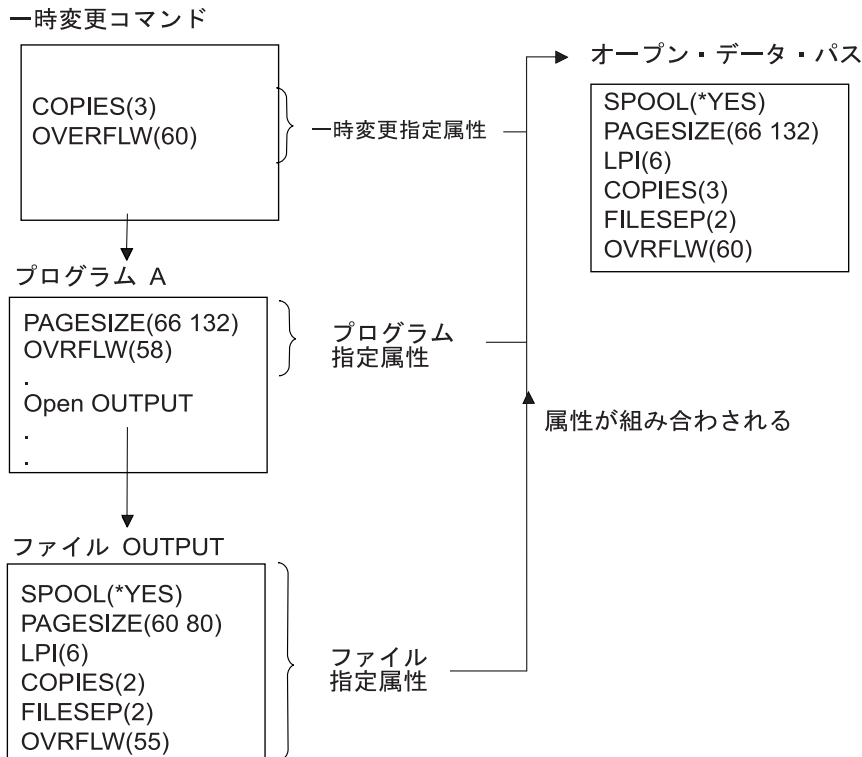 一時変更コマンド
COPIES(3)
OVERFLW(60)
一時変更指定属性
プログラム A
PAGESIZE(66 132)
OVRFLW(58)
.
Open OUTPUT
.
.
プログラム
指定属性
ファイル OUTPUT
SPOOL(*YES)
PAGESIZE(60 80)
LPI(6)
COPIES(2)
FILESEP(2)
OVRFLW(55)
ファイル
指定属性
属性が組み合わされる
オープン・データ・パス
SPOOL(*YES)
PAGESIZE(66 132)
LPI(6)
COPIES(3)
FILESEP(2)
OVRFLW(60)